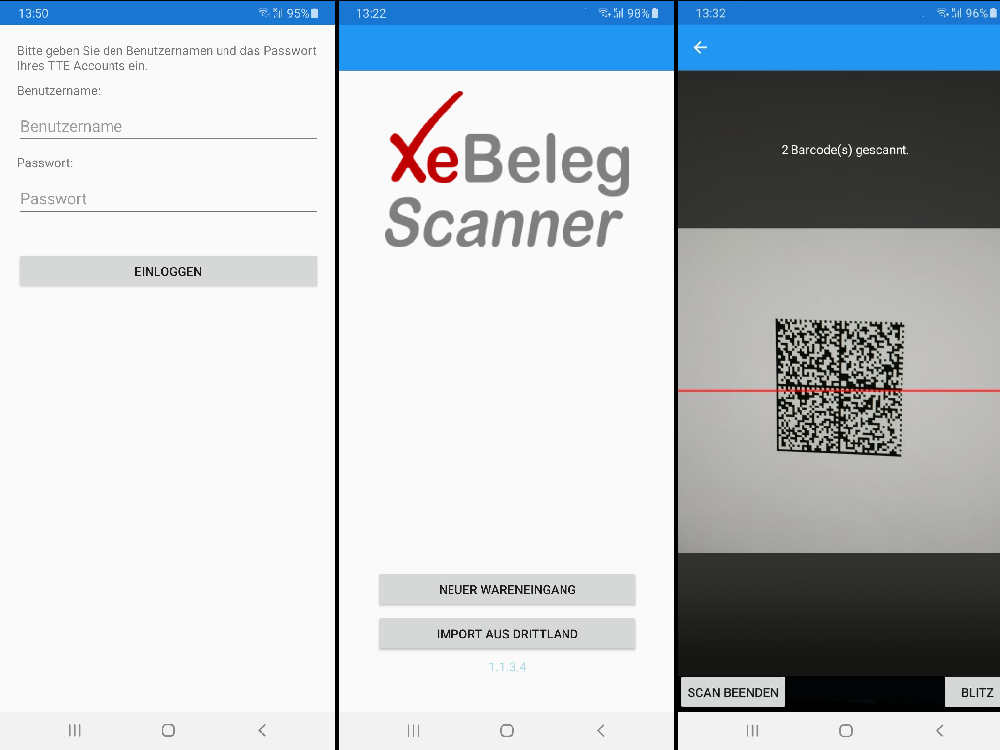 13:50
95%
Bitte geben Sie den Benutzernamen und das Passwort
Ihres TTE Accounts ein.
Benutzername:
Benutzername
Passwort:
Passwort
EINLOGGEN
13:22
98%
XeBeleg
Scanner
NEUER WARENEINGANG
IMPORT AUS DRITTLAND
1.1.3.4
13:32
96%
2 Barcode(s) gescannt.
SCAN BEENDEN
BLITZ